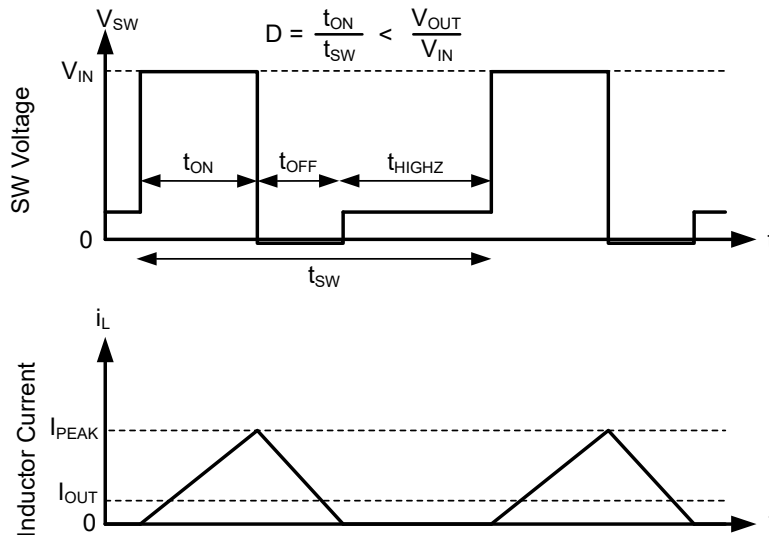 V_SW
D = t_ON / t_SW < V_OUT / V_IN
V_IN
SW Voltage
t_ON
t_OFF
t_HIGHZ
0
t_SW
i_L
Inductor Current
I_PEAK
I_OUT
0